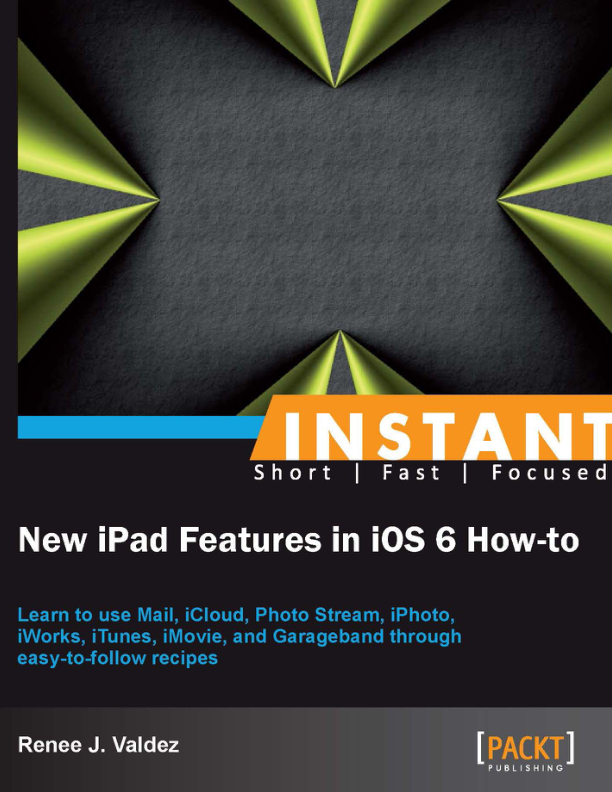 INSTANT
Short | Fast | Focused
New iPad Features in iOS 6 How-to
Learn to use Mail, iCloud, Photo Stream, iPhoto,
iWorks, iTunes, iMovie, and Garageband through
easy-to-follow recipes
Renee J. Valdez
[PACKT]
PUBLISHING